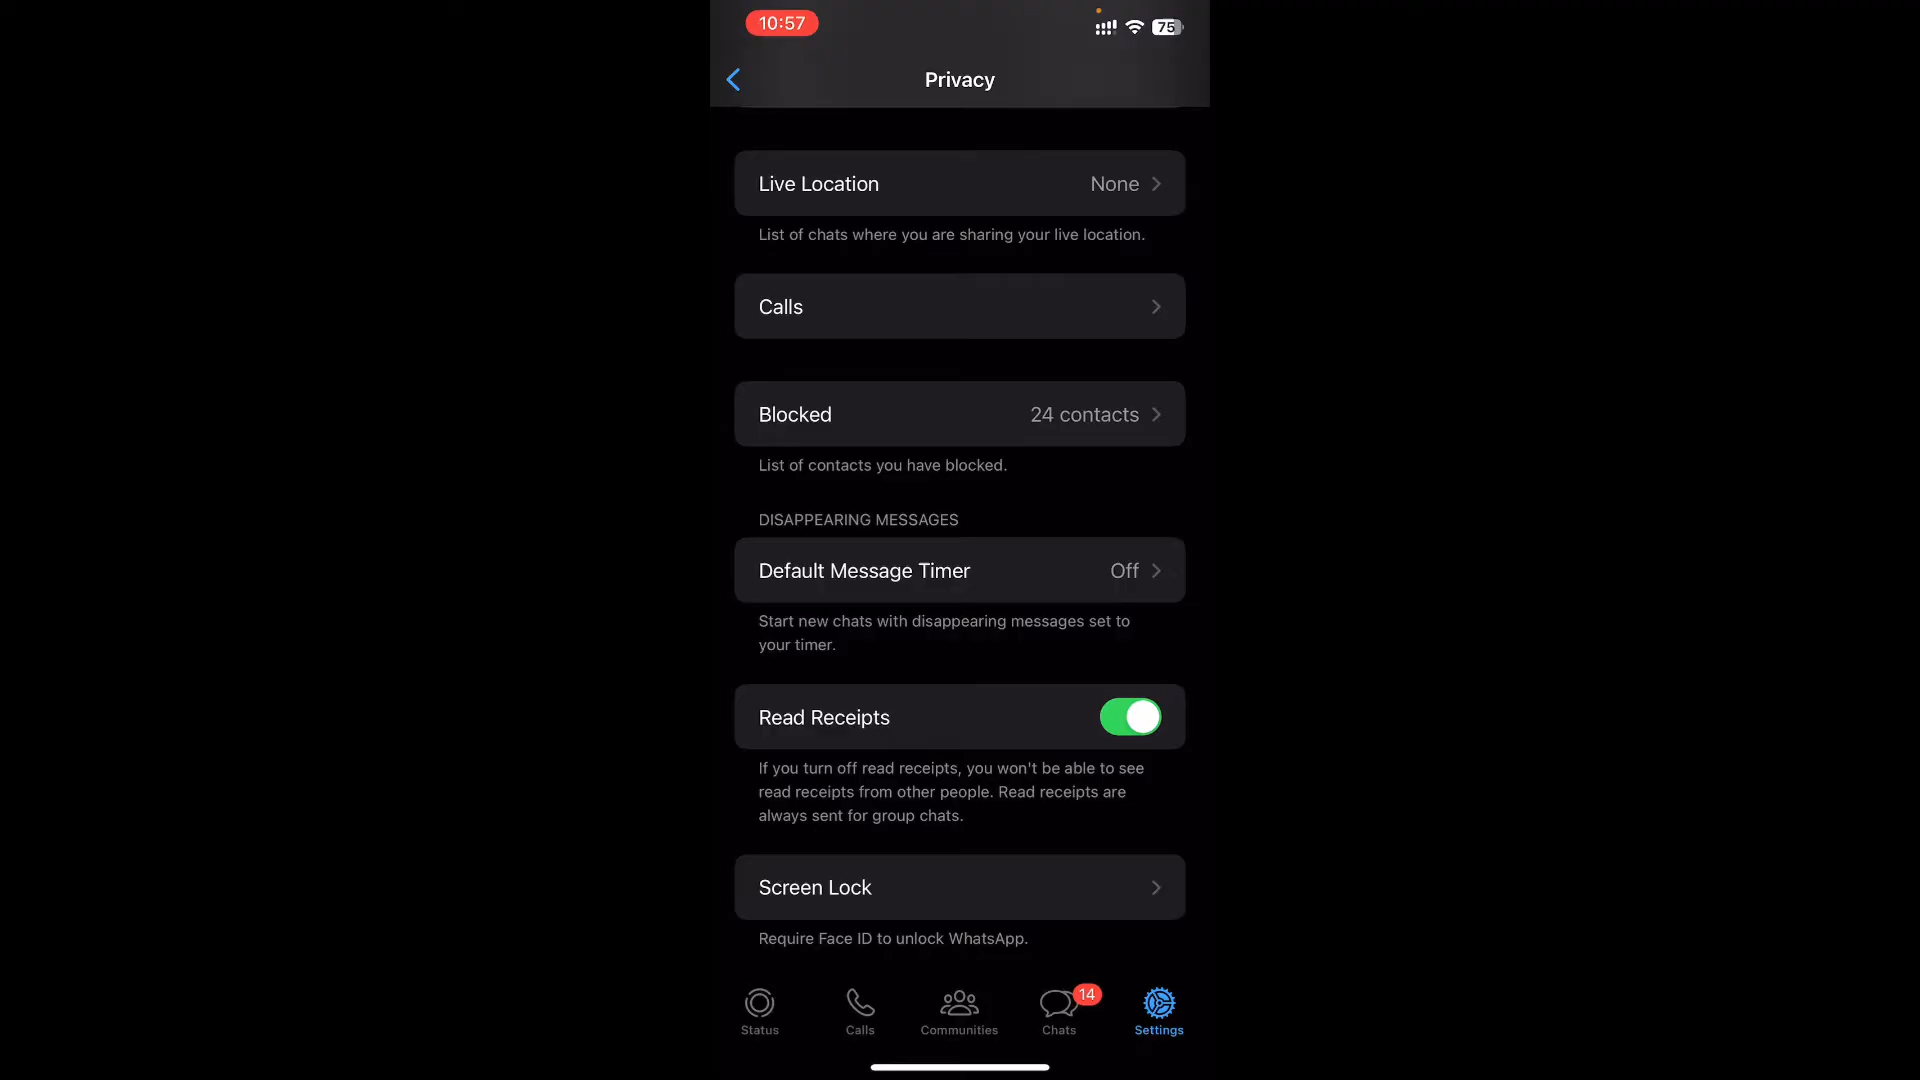 10:57
75
Privacy
Live Location None
List of chats where you are sharing your live location.
Calls
Blocked 24 contacts
List of contacts you have blocked.
DISAPPEARING MESSAGES
Default Message Timer Off
Start new chats with disappearing messages set to
your timer.
Read Receipts
If you turn off read receipts, you won't be able to see
read receipts from other people. Read receipts are
always sent for group chats.
Screen Lock
Require Face ID to unlock WhatsApp.
14
Status Calls Communities Chats Settings